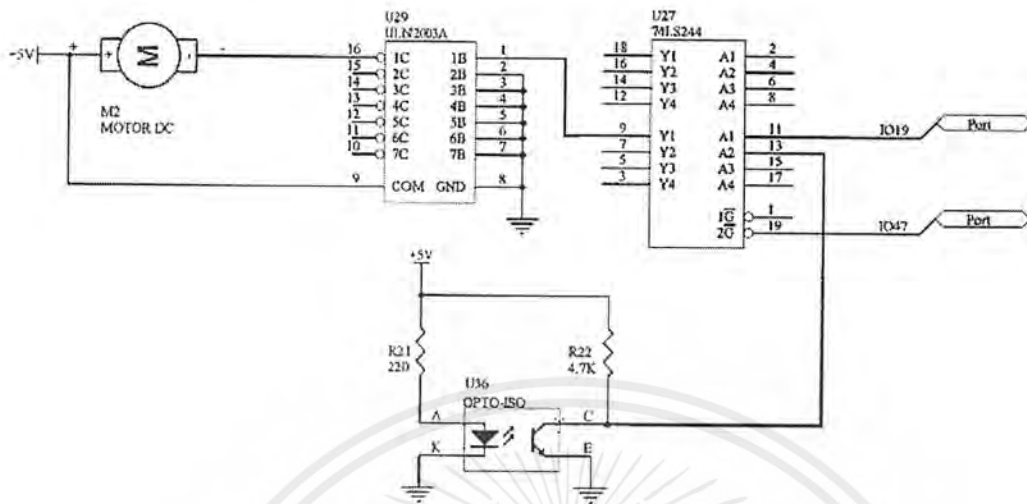 U29
ULN2003A
U27
74LS244
+5V
+
M
-
M2
MOTOR DC
16 1C 1B 1
15 2C 2B 2
14 3C 3B 3
13 4C 4B 4
12 5C 5B 5
11 6C 6B 6
10 7C 7B 7
9 COM GND 8
18 Y1 A1 2
16 Y2 A2 4
14 Y3 A3 6
12 Y4 A4 8
9 Y1 A1 11 IO19 Port
7 Y2 A2 13
5 Y3 A3 15
3 Y4 A4 17
1G 1
2G 19 IO47 Port
+5V
R21
220
R22
4.7K
U36
OPTO-ISO
A C
K E